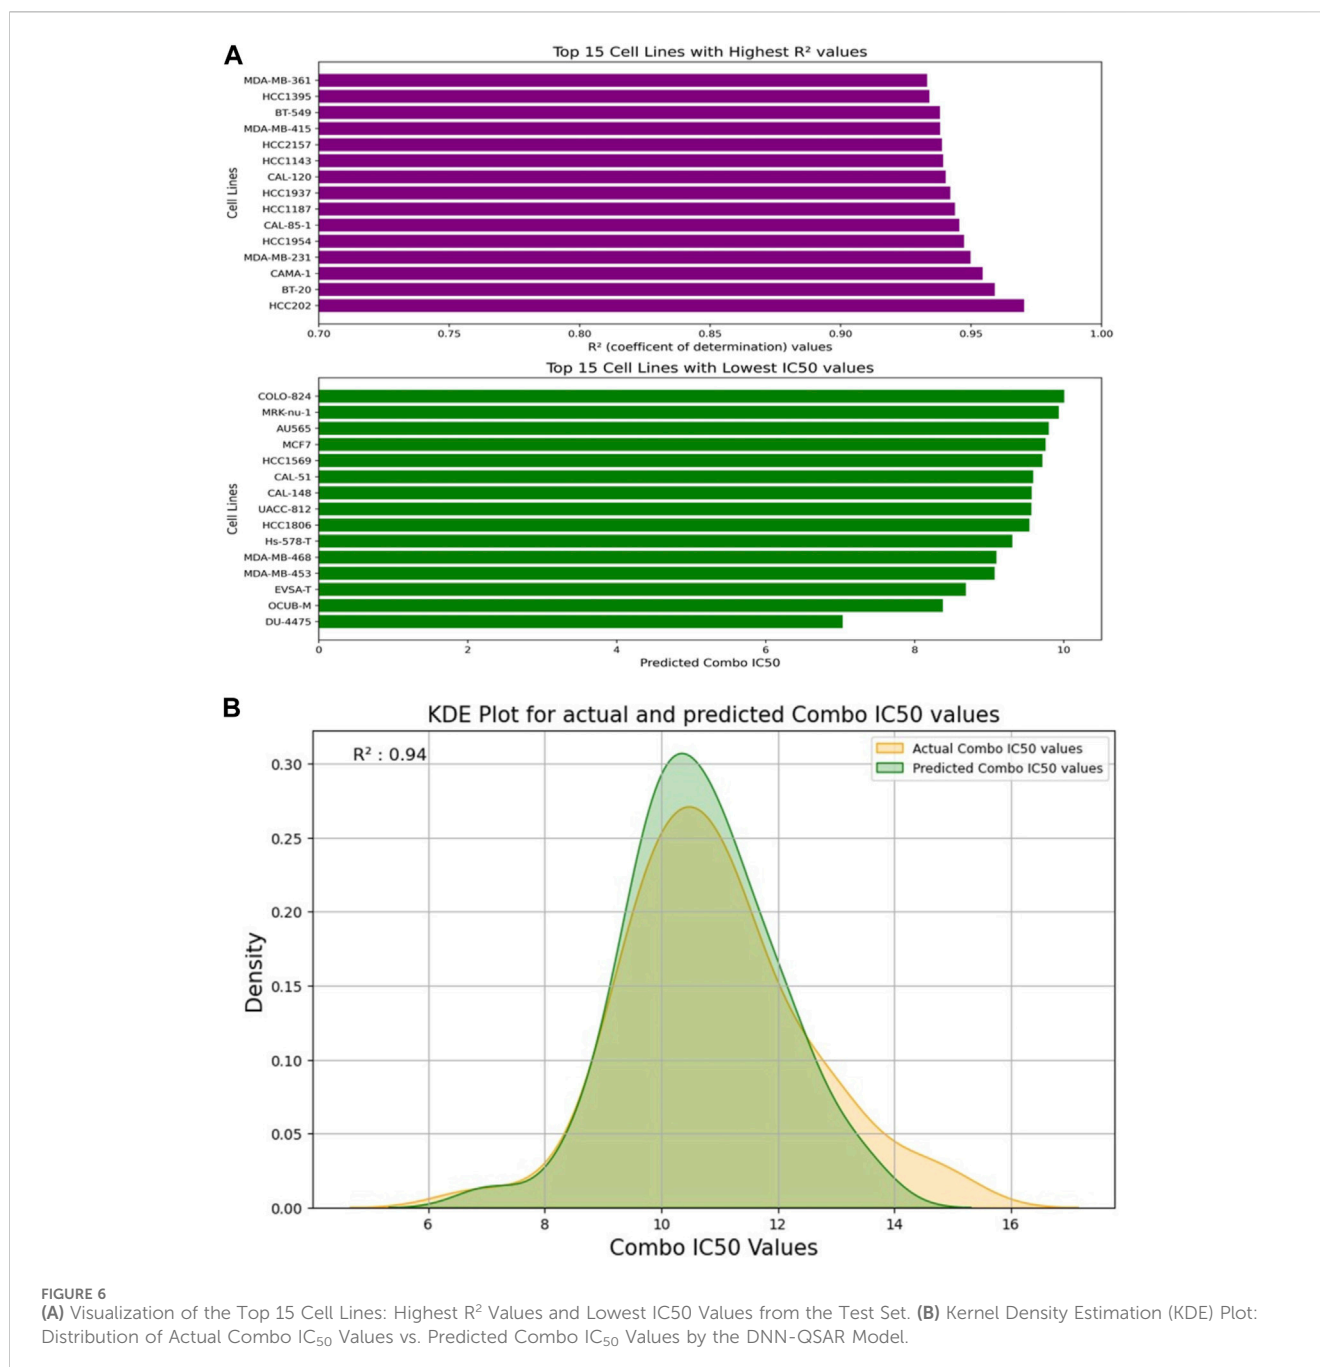 A
Top 15 Cell Lines with Highest R² values
Cell Lines
MDA-MB-361
HCC1395
BT-549
MDA-MB-415
HCC2157
HCC1143
CAL-120
HCC1937
HCC1187
CAL-85-1
HCC1954
MDA-MB-231
CAMA-1
BT-20
HCC202
0.70 0.75 0.80 0.85 0.90 0.95 1.00
R² (coefficent of determination) values
Top 15 Cell Lines with Lowest IC50 values
Cell Lines
COLO-824
MRK-nu-1
AU565
MCF7
HCC1569
CAL-51
CAL-148
UACC-812
HCC1806
Hs-578-T
MDA-MB-468
MDA-MB-453
EVSA-T
OCUB-M
DU-4475
0 2 4 6 8 10
Predicted Combo IC50
B
KDE Plot for actual and predicted Combo IC50 values
R² : 0.94
Actual Combo IC50 values
Predicted Combo IC50 values
Density
0.30
0.25
0.20
0.15
0.10
0.05
0.00
6 8 10 12 14 16
Combo IC50 Values
FIGURE 6
(A) Visualization of the Top 15 Cell Lines: Highest R² Values and Lowest IC50 Values from the Test Set. (B) Kernel Density Estimation (KDE) Plot:
Distribution of Actual Combo IC₅₀ Values vs. Predicted Combo IC₅₀ Values by the DNN-QSAR Model.